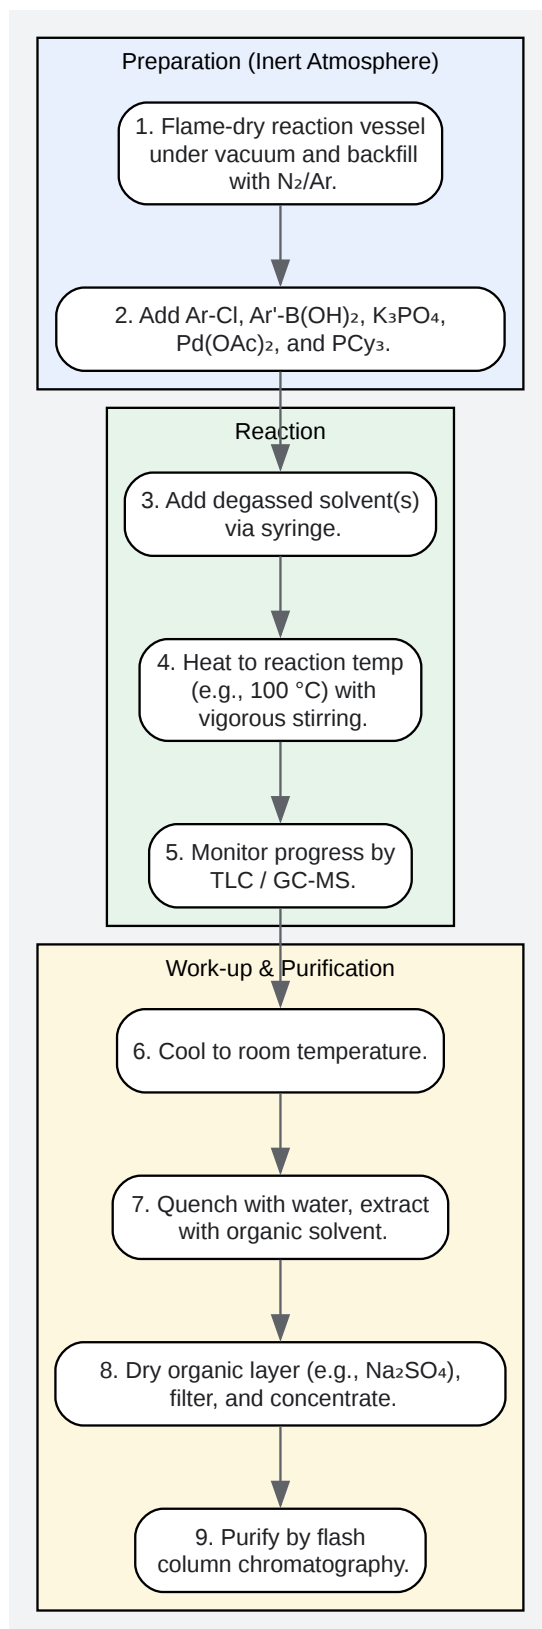 Preparation (Inert Atmosphere)
1. Flame-dry reaction vessel
under vacuum and backfill
with N₂/Ar.
2. Add Ar-Cl, Ar'-B(OH)₂, K₃PO₄,
Pd(OAc)₂, and PCy₃.
Reaction
3. Add degassed solvent(s)
via syringe.
4. Heat to reaction temp
(e.g., 100 °C) with
vigorous stirring.
5. Monitor progress by
TLC / GC-MS.
Work-up & Purification
6. Cool to room temperature.
7. Quench with water, extract
with organic solvent.
8. Dry organic layer (e.g., Na₂SO₄),
filter, and concentrate.
9. Purify by flash
column chromatography.